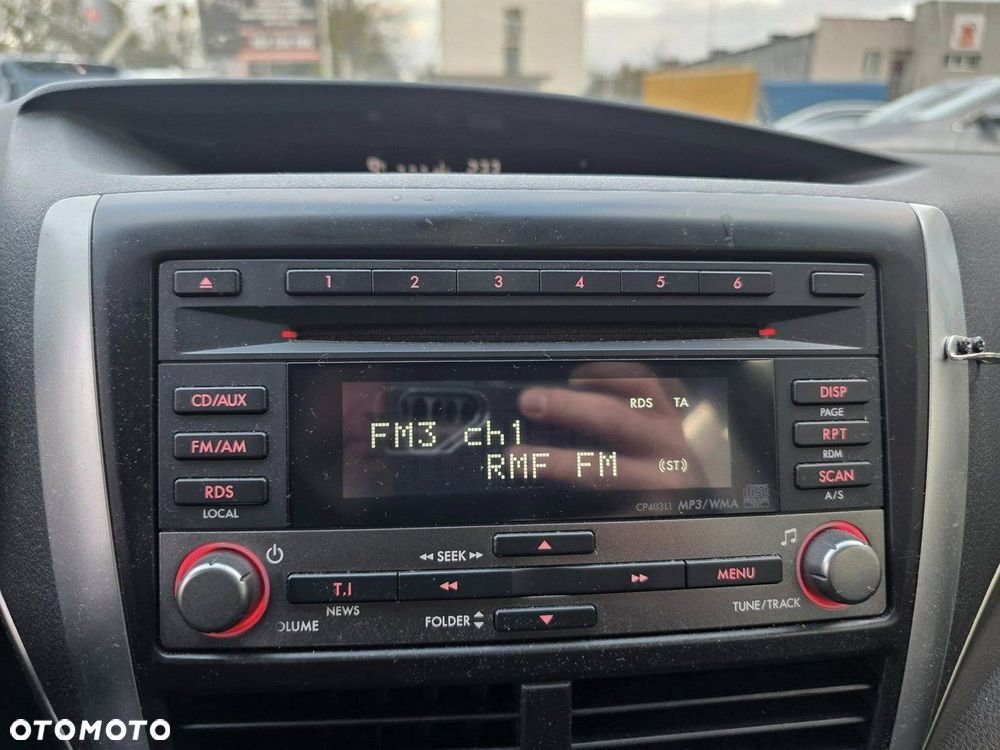 1 2 3 4 5 6
CD/AUX
FM/AM
RDS
LOCAL
RDS TA
FM3 ch1
RMF FM (ST)
CP403L1 MP3/WMA
DISP
PAGE
RPT
RDM
SCAN
A/S
SEEK
MENU
NEWS
OLUME
FOLDER
TUNE/TRACK
OTOMOTO